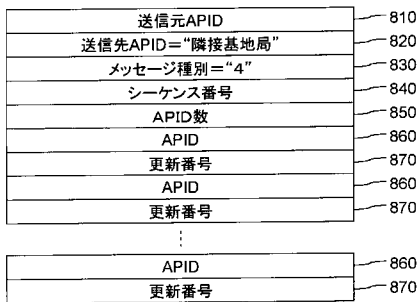 送信元APID 810
送信先APID="隣接基地局" 820
メッセージ種別="4" 830
シーケンス番号 840
APID数 850
APID 860
更新番号 870
APID 860
更新番号 870
APID 860
更新番号 870